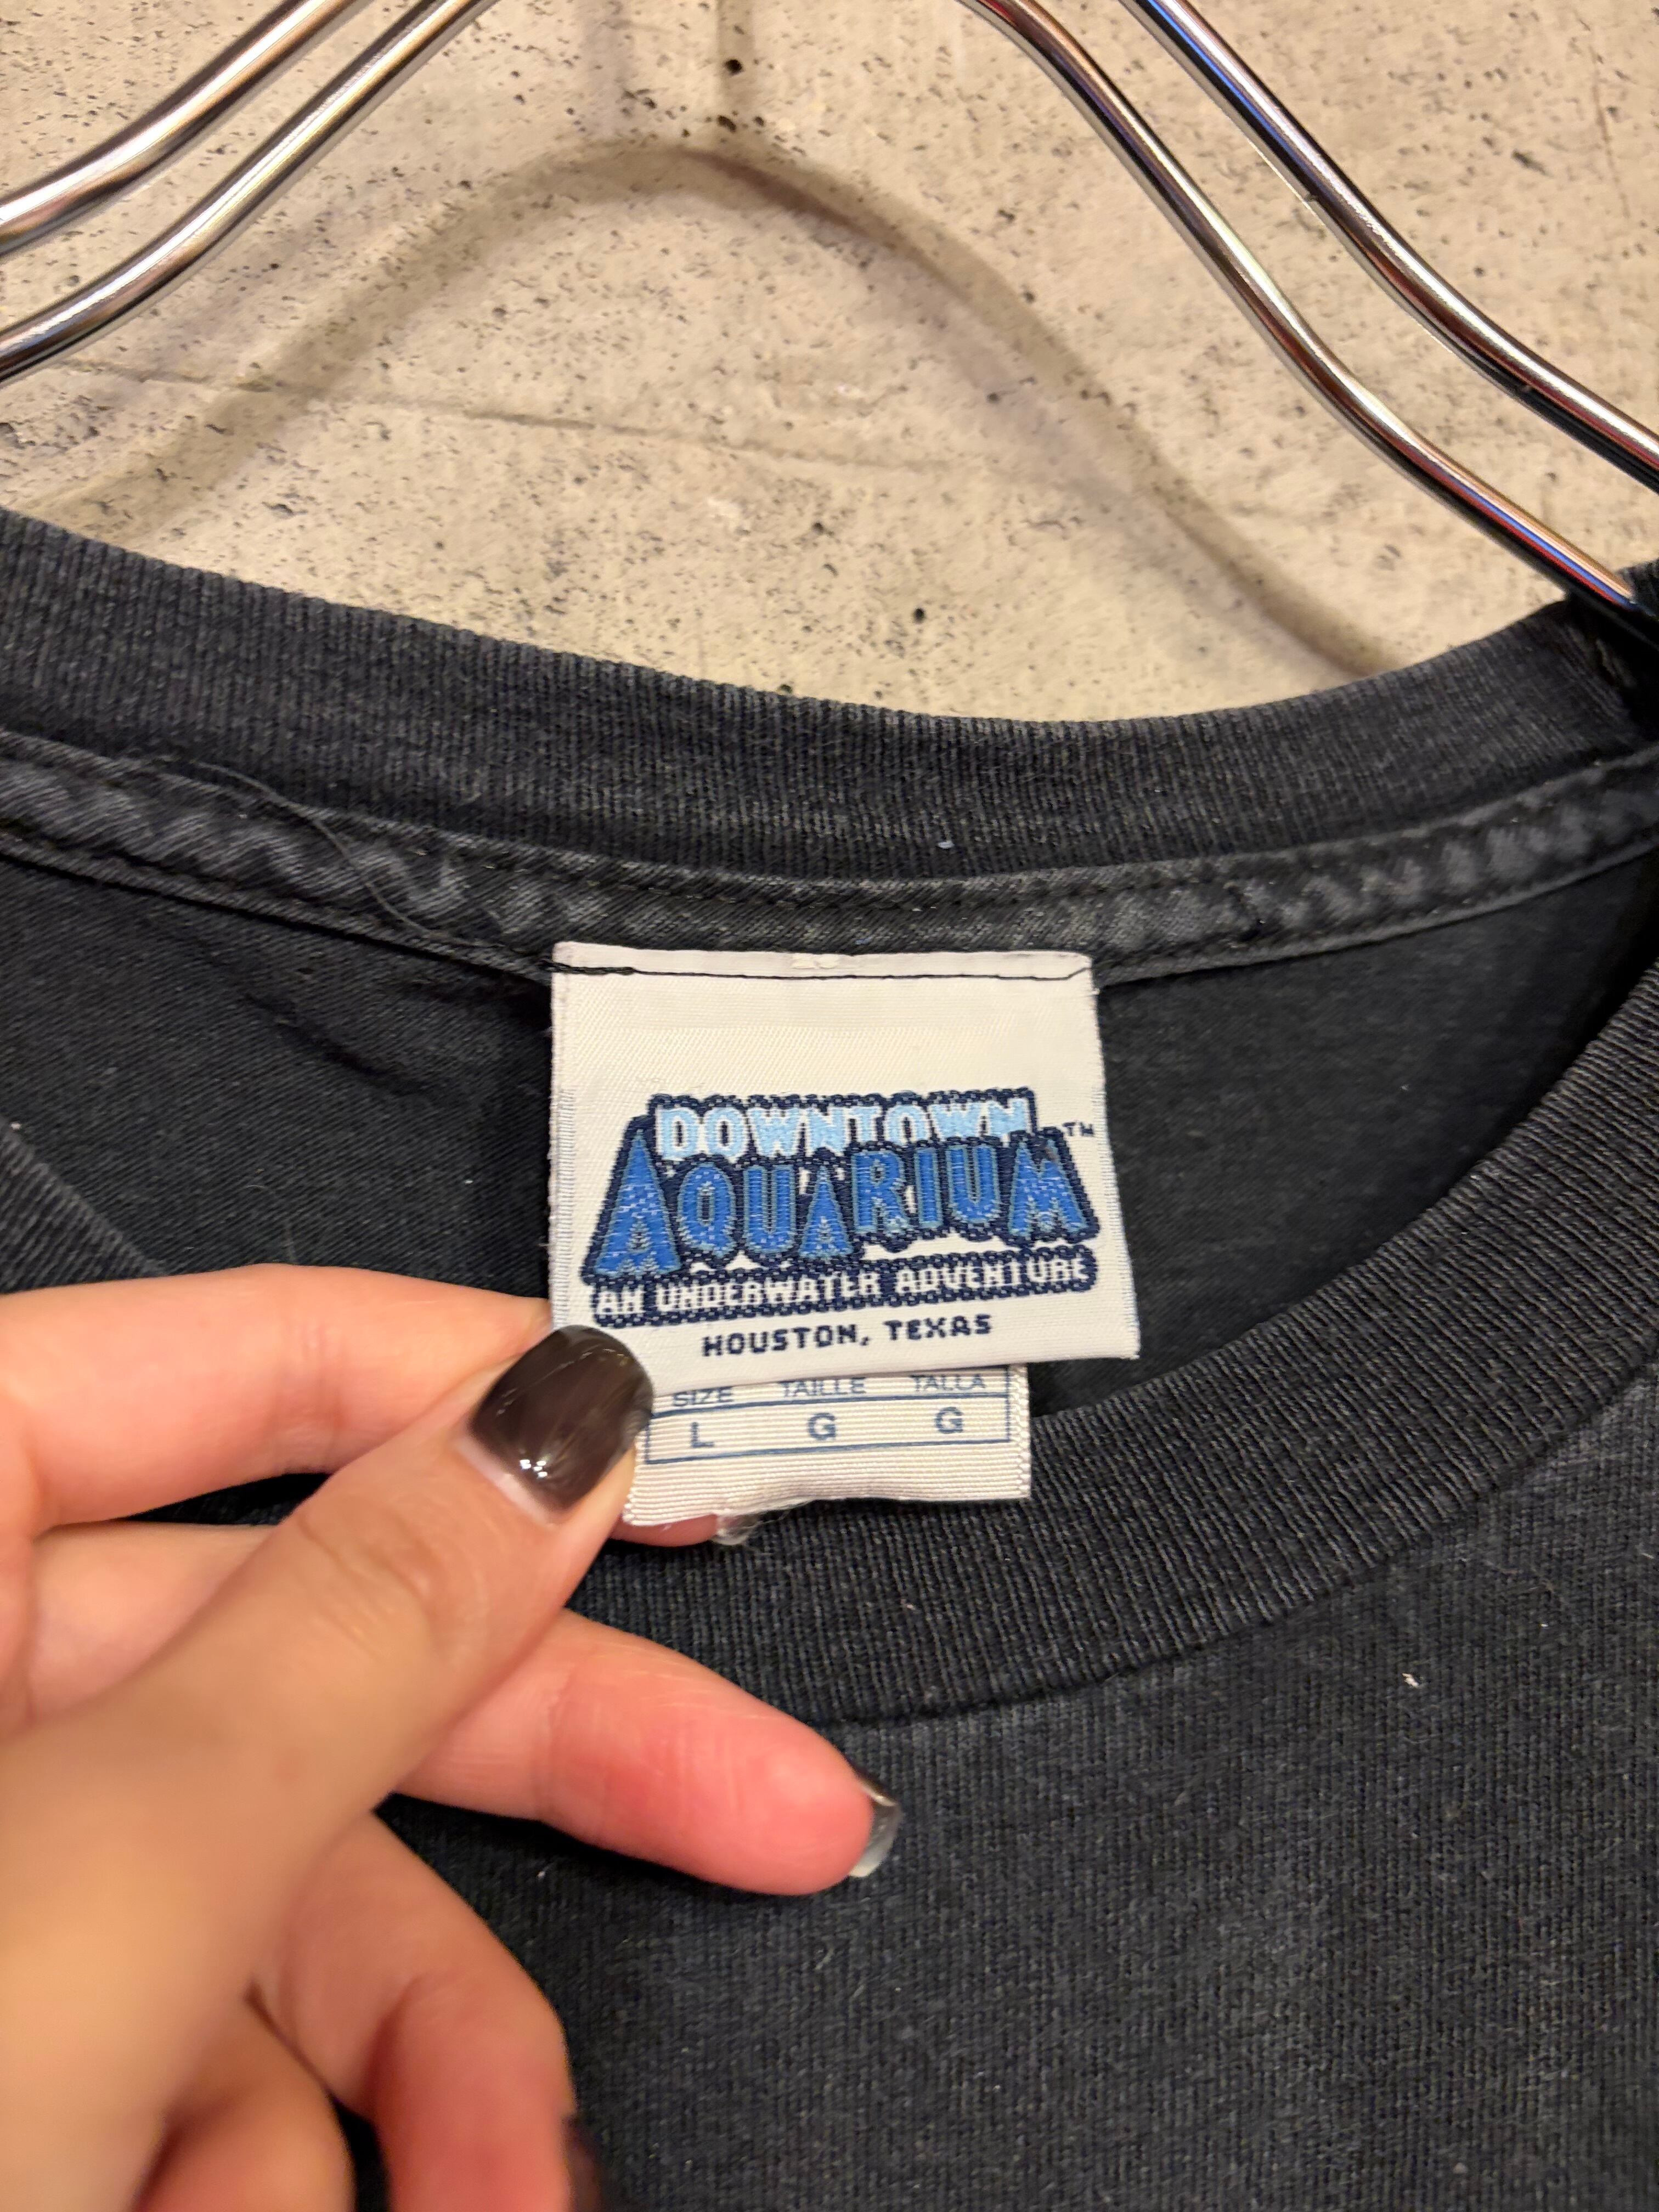 DOWNTOWN
AQUARIUM™
AN UNDERWATER ADVENTURE
HOUSTON, TEXAS
SIZE TAILLE TALLA
L G G